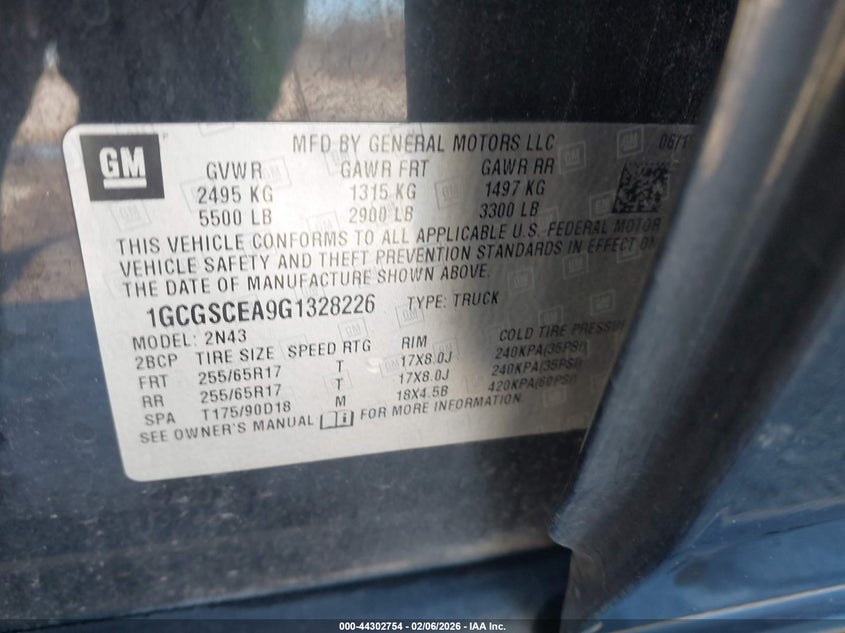 GM
MFD BY GENERAL MOTORS LLC 06/1
GVWR GAWR FRT GAWR RR
2495 KG 1315 KG 1497 KG
5500 LB 2900 LB 3300 LB
THIS VEHICLE CONFORMS TO ALL APPLICABLE U.S. FEDERAL MOTOR
VEHICLE SAFETY AND THEFT PREVENTION STANDARDS IN EFFECT ON
THE DATE OF MANUFACTURE SHOWN ABOVE.
1GCGSCEA9G1328226 TYPE: TRUCK
MODEL: 2N43
2BCP TIRE SIZE SPEED RTG RIM COLD TIRE PRESSUR
FRT 255/65R17 T 17X8.0J 240KPA(35PSI)
RR 255/65R17 T 17X8.0J 240KPA(35PSI)
SPA T175/90D18 M 18X4.5B 420KPA(60PSI)
SEE OWNER'S MANUAL FOR MORE INFORMATION
000-44302754 - 02/06/2026 - IAA Inc.